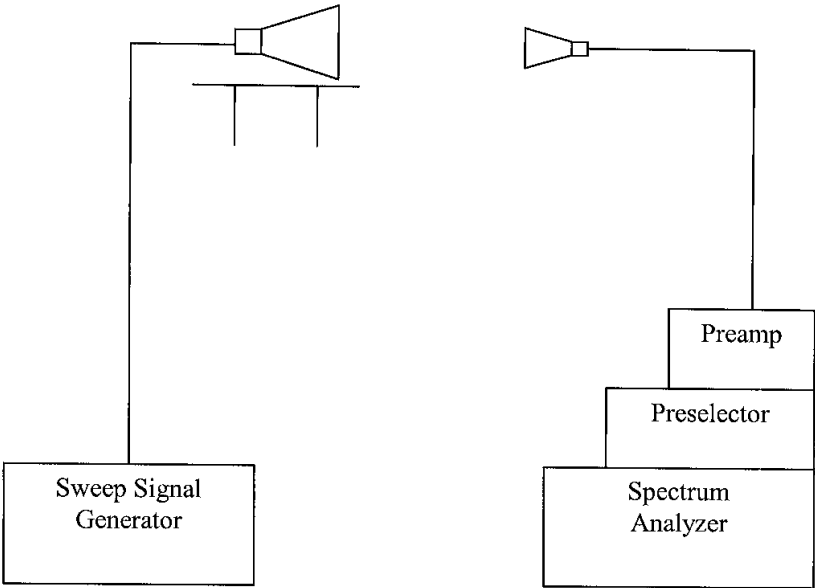 Preamp
Preselector
Sweep Signal
Generator
Spectrum
Analyzer